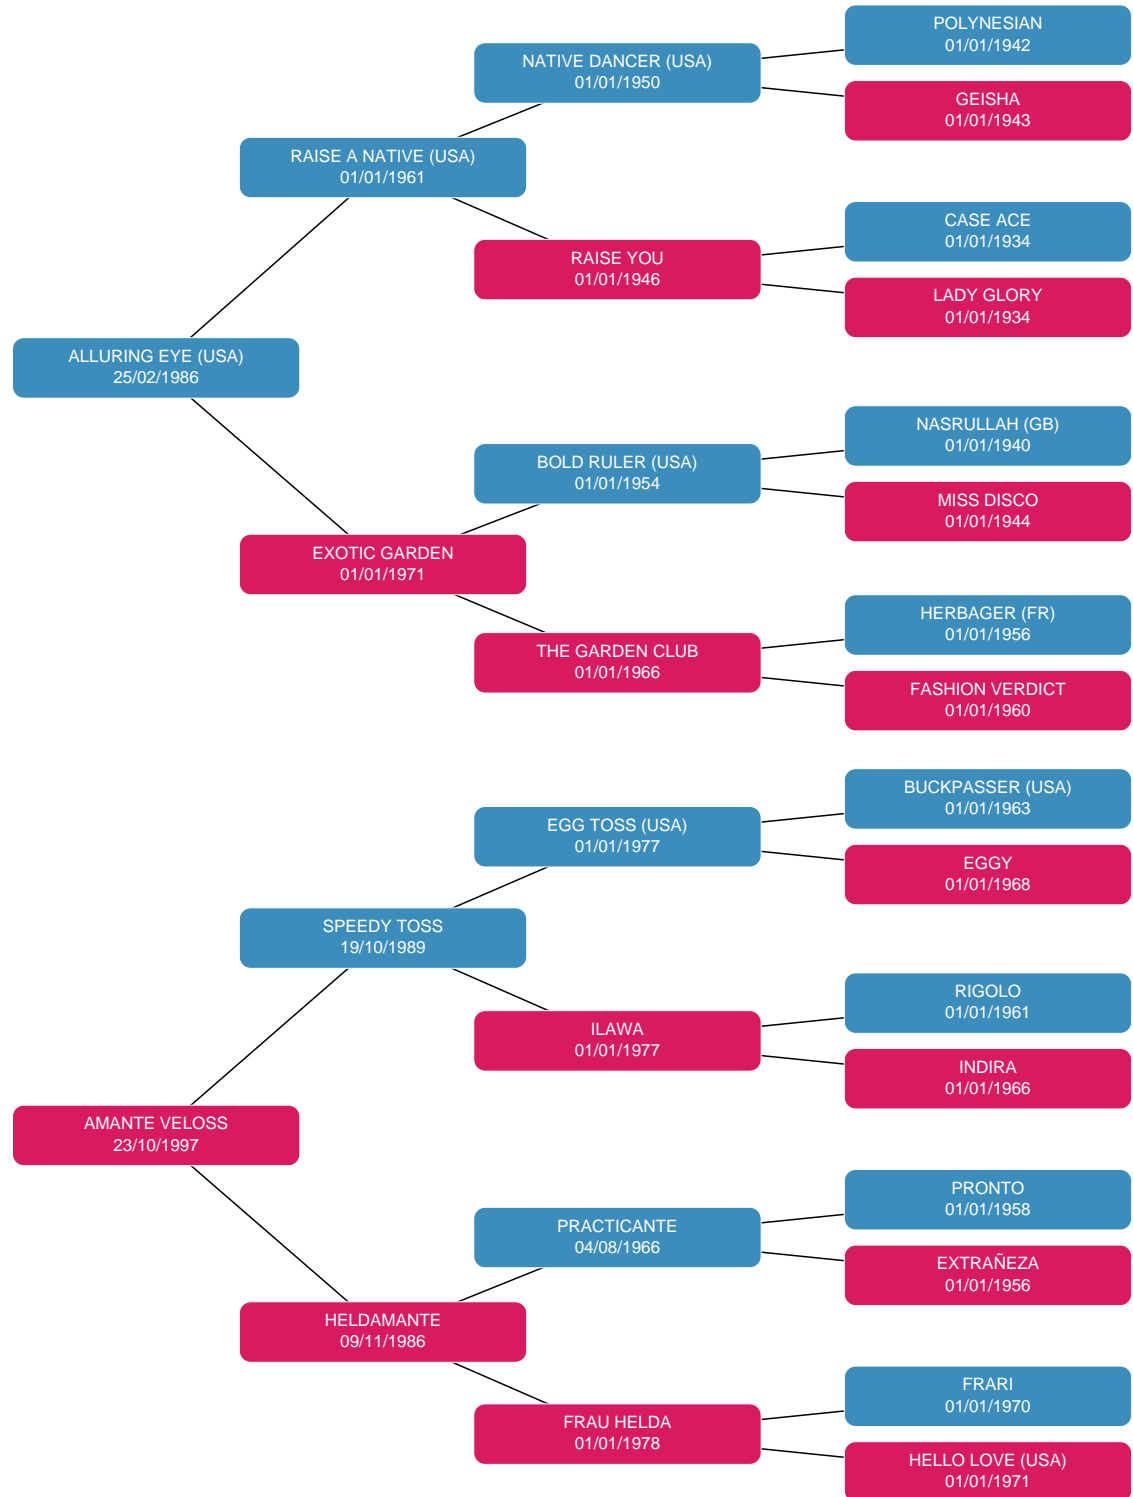 POLYNESIAN
01/01/1942
NATIVE DANCER (USA)
01/01/1950
GEISHA
01/01/1943
RAISE A NATIVE (USA)
01/01/1961
CASE ACE
01/01/1934
RAISE YOU
01/01/1946
LADY GLORY
01/01/1934
ALLURING EYE (USA)
25/02/1986
NASRULLAH (GB)
01/01/1940
BOLD RULER (USA)
01/01/1954
MISS DISCO
01/01/1944
EXOTIC GARDEN
01/01/1971
HERBAGER (FR)
01/01/1956
THE GARDEN CLUB
01/01/1966
FASHION VERDICT
01/01/1960
BUCKPASSER (USA)
01/01/1963
EGG TOSS (USA)
01/01/1977
EGGY
01/01/1968
SPEEDY TOSS
19/10/1989
RIGOLO
01/01/1961
ILAWA
01/01/1977
INDIRA
01/01/1966
AMANTE VELOSS
23/10/1997
PRONTO
01/01/1958
PRACTICANTE
04/08/1966
EXTRAÑEZA
01/01/1956
HELDAMANTE
09/11/1986
FRARI
01/01/1970
FRAU HELDA
01/01/1978
HELLO LOVE (USA)
01/01/1971